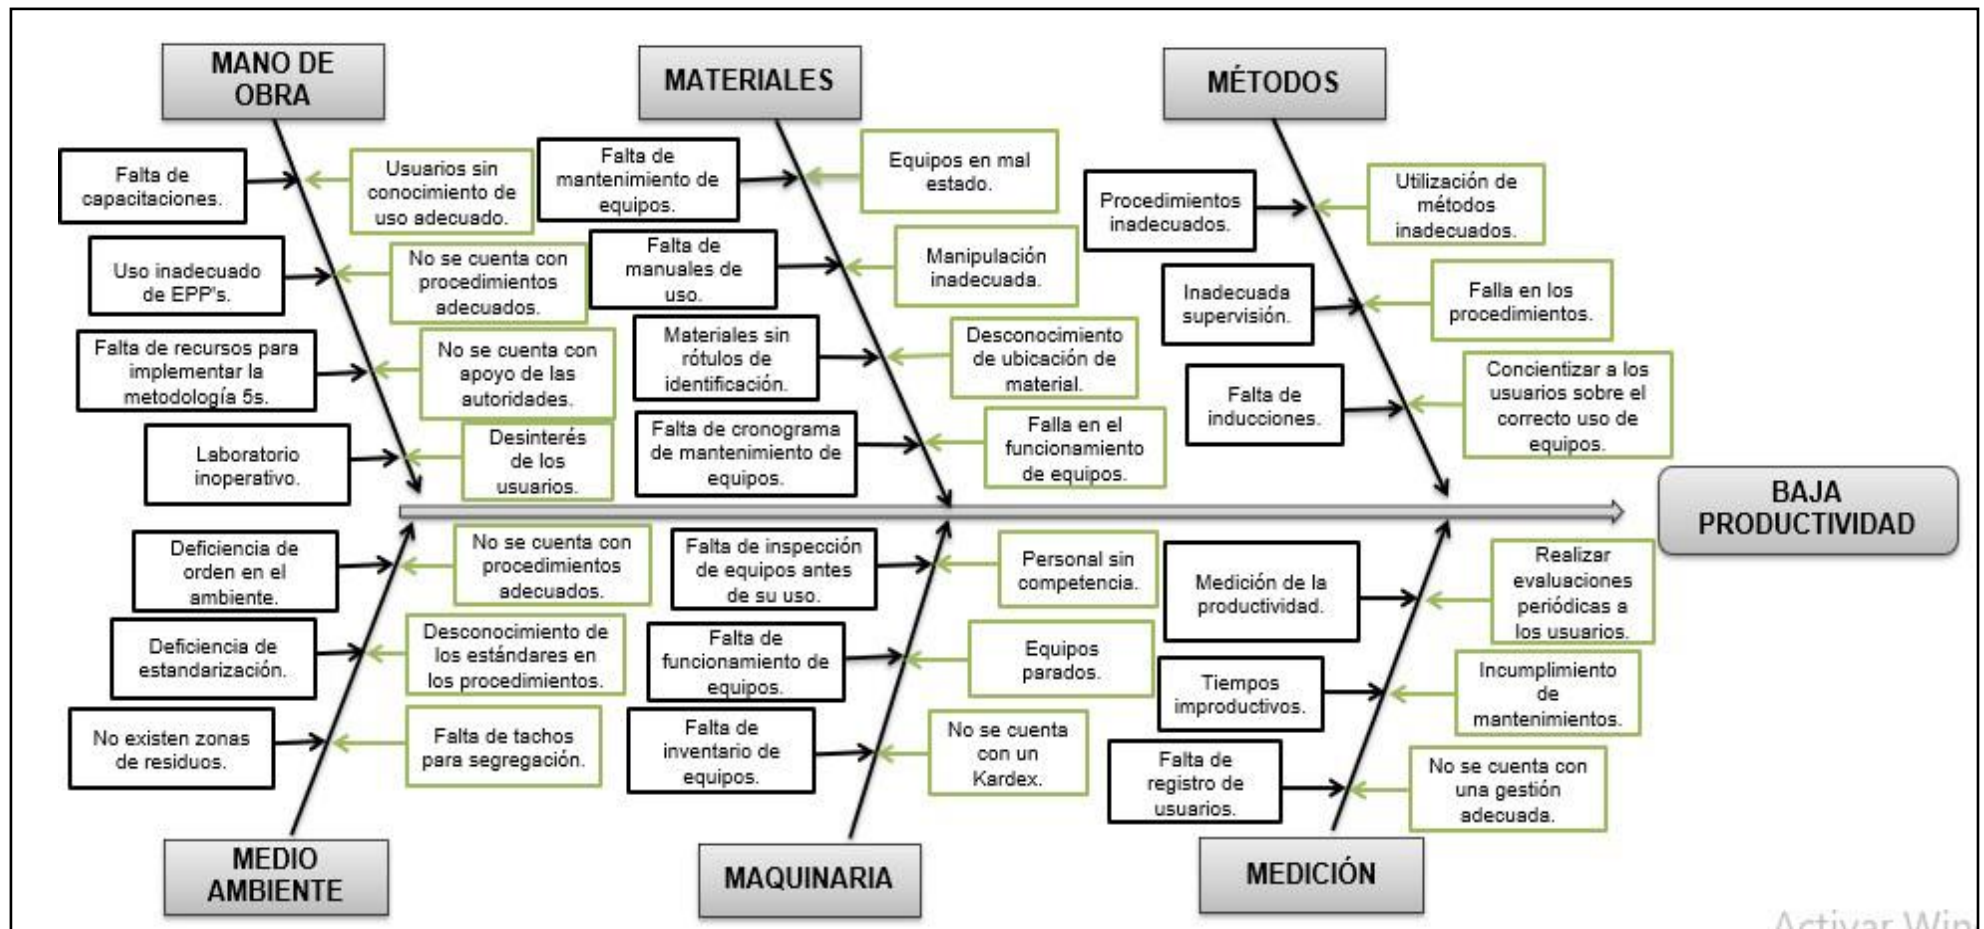 MANO DE
OBRA
MATERIALES
MÉTODOS
Falta de
capacitaciones.
Usuarios sin
conocimiento de
uso adecuado.
Uso inadecuado
de EPP's.
No se cuenta con
procedimientos
adecuados.
Falta de recursos para
implementar la
metodología 5s.
No se cuenta con
apoyo de las
autoridades.
Laboratorio
inoperativo.
Desinterés
de los
usuarios.
Falta de
mantenimiento de
equipos.
Equipos en mal
estado.
Falta de
manuales de
uso.
Manipulación
inadecuada.
Materiales sin
rótulos de
identificación.
Desconocimiento
de ubicación de
material.
Falta de cronograma
de mantenimiento de
equipos.
Falla en el
funcionamiento
de equipos.
Procedimientos
inadecuados.
Utilización de
métodos
inadecuados.
Inadecuada
supervisión.
Falla en los
procedimientos.
Falta de
inducciones.
Concientizar a los
usuarios sobre el
correcto uso de
equipos.
BAJA
PRODUCTIVIDAD
Deficiencia de
orden en el
ambiente.
No se cuenta con
procedimientos
adecuados.
Deficiencia de
estandarización.
Desconocimiento de
los estándares en
los procedimientos.
No existen zonas
de residuos.
Falta de tachos
para segregación.
Falta de inspección
de equipos antes
de su uso.
Personal sin
competencia.
Falta de
funcionamiento de
equipos.
Equipos
parados.
Falta de
inventario de
equipos.
No se cuenta
con un
Kardex.
Medición de la
productividad.
Realizar
evaluaciones
periódicas a
los usuarios.
Tiempos
improductivos.
Incumplimiento
de
mantenimientos.
Falta de
registro de
usuarios.
No se cuenta con
una gestión
adecuada.
MEDIO
AMBIENTE
MAQUINARIA
MEDICIÓN
Activar Win